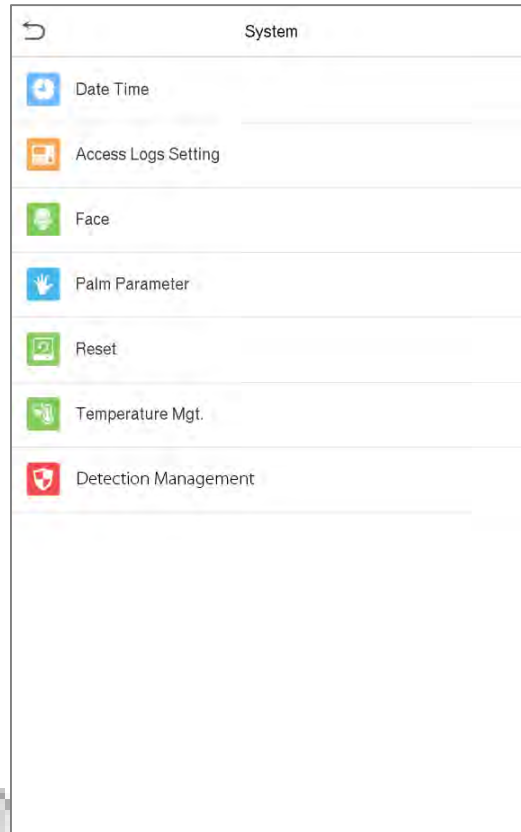 System
Date Time
Access Logs Setting
Face
Palm Parameter
Reset
Temperature Mgt.
Detection Management